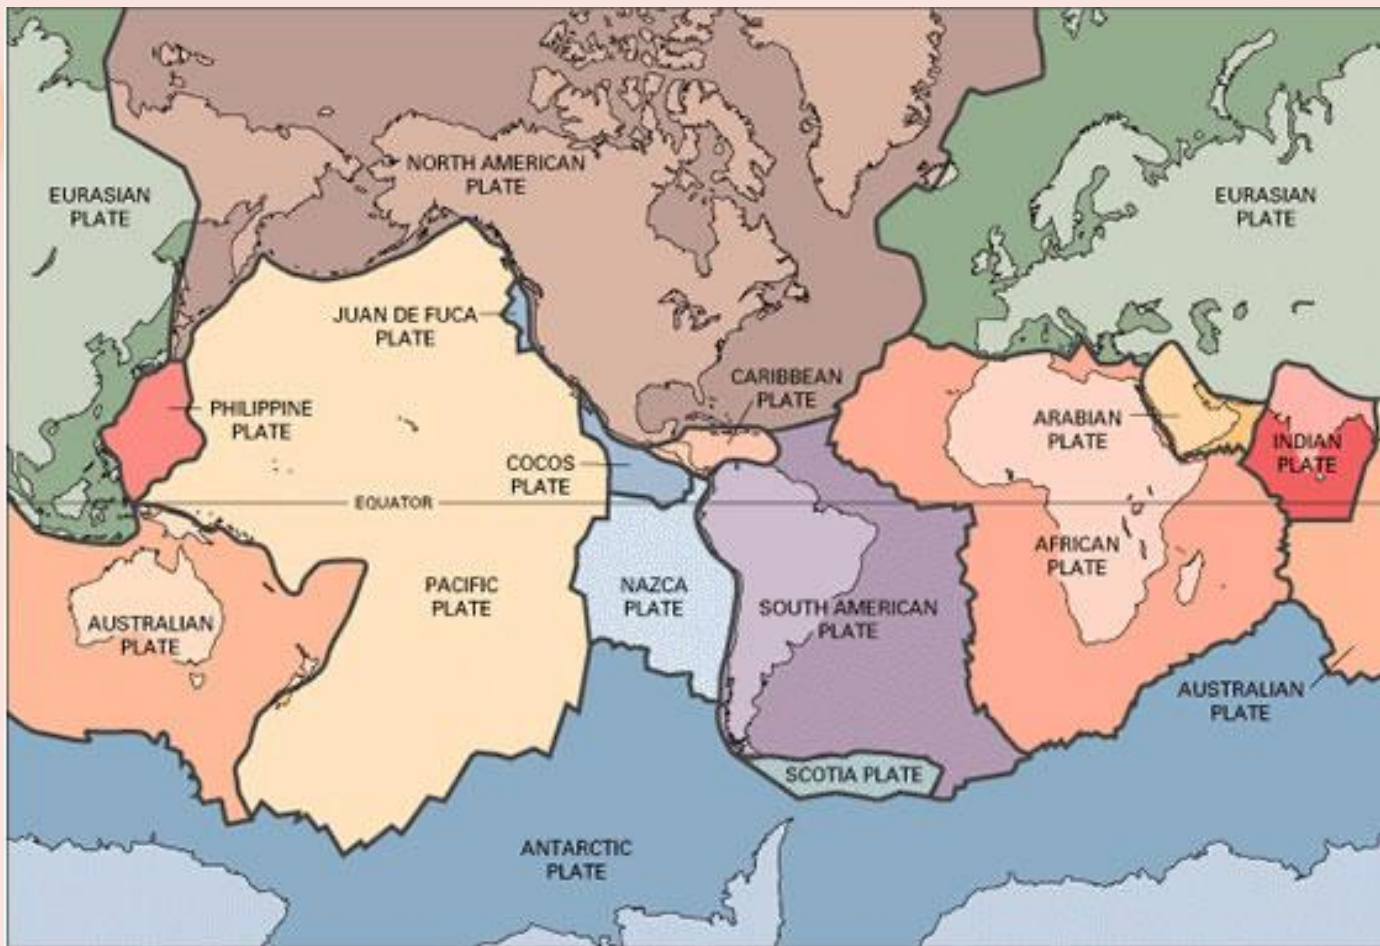 NORTH AMERICAN
PLATE
EURASIAN
PLATE
EURASIAN
PLATE
JUAN DE FUCA
PLATE
CARIBBEAN
PLATE
PHILIPPINE
PLATE
ARABIAN
PLATE
INDIAN
PLATE
COCOS
PLATE
EQUATOR
AFRICAN
PLATE
PACIFIC
PLATE
NAZCA
PLATE
SOUTH AMERICAN
PLATE
AUSTRALIAN
PLATE
AUSTRALIAN
PLATE
SCOTIA PLATE
ANTARCTIC
PLATE